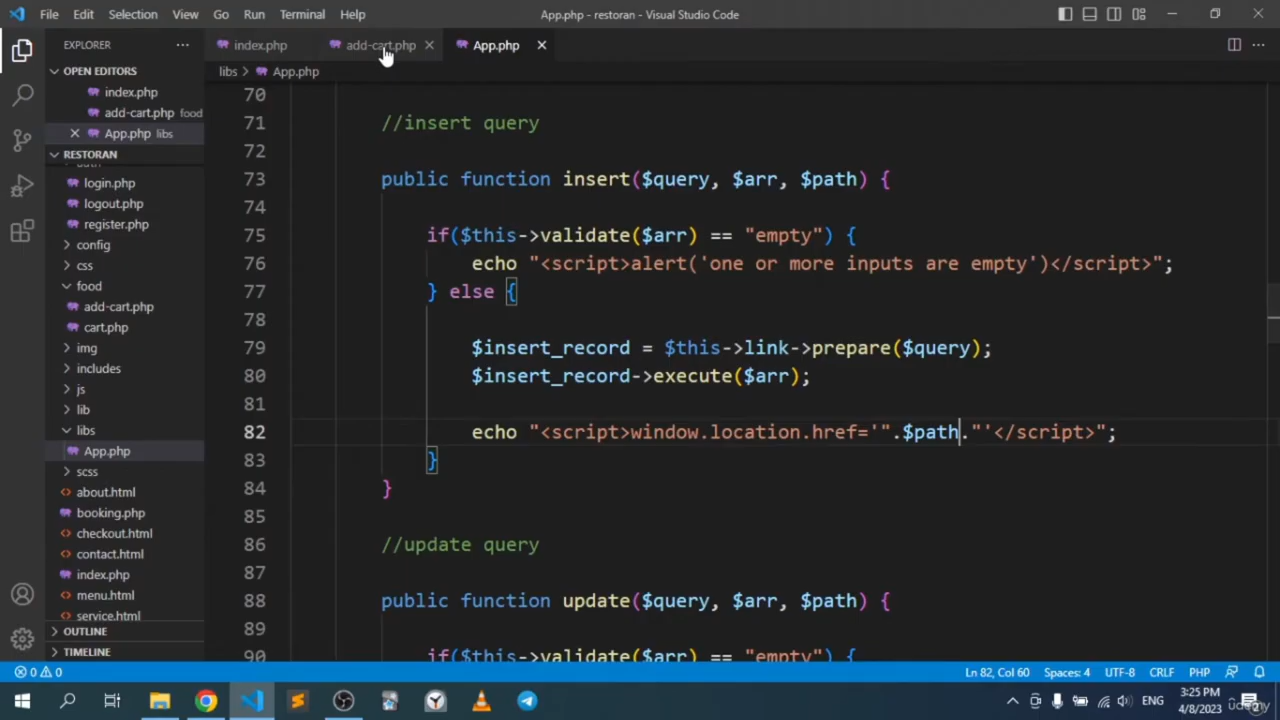 File Edit Selection View Go Run Terminal Help App.php - restoran - Visual Studio Code
EXPLORER
index.php add-cart.php App.php
OPEN EDITORS
index.php
add-cart.php food
App.php libs
RESTORAN
login.php
logout.php
register.php
config
css
food
add-cart.php
cart.php
img
includes
js
lib
libs
App.php
scss
about.html
booking.php
checkout.html
contact.html
index.php
menu.html
service.html
OUTLINE
TIMELINE
libs > App.php
70
71 //insert query
72
73 public function insert($query, $arr, $path) {
74
75 if($this->validate($arr) == "empty") {
76 echo "<script>alert('one or more inputs are empty')</script>";
77 } else {
78
79 $insert_record = $this->link->prepare($query);
80 $insert_record->execute($arr);
81
82 echo "<script>window.location.href='".$path."'</script>";
83 }
84 }
85
86 //update query
87
88 public function update($query, $arr, $path) {
89
90 if($this->validate($arr) == "empty") {
0 0 Ln 82, Col 60 Spaces: 4 UTF-8 CRLF PHP
ENG 3:25 PM
4/8/2023